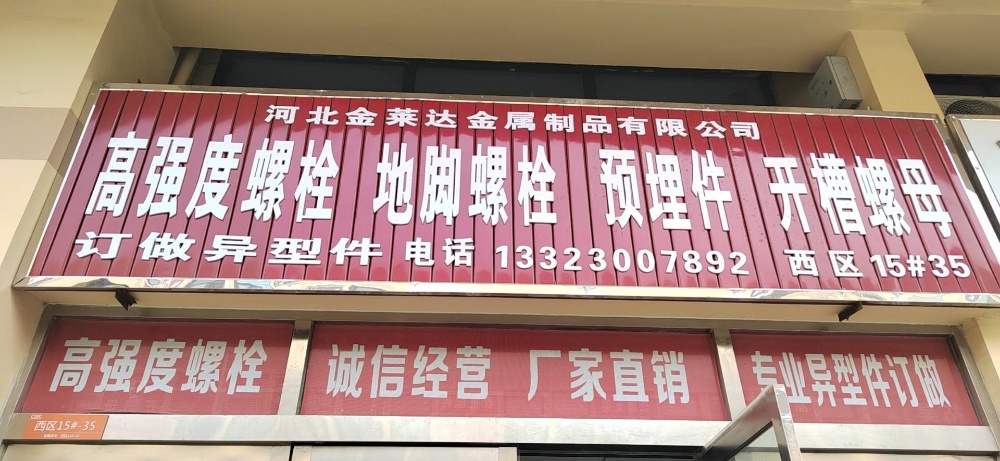 河北金莱达金属制品有限公司
高强度螺栓 地脚螺栓 预埋件 开槽螺母
订做异型件 电话 13323007892 西区15#35
高强度螺栓 诚信经营 厂家直销 专业异型件订做
西区15#-35